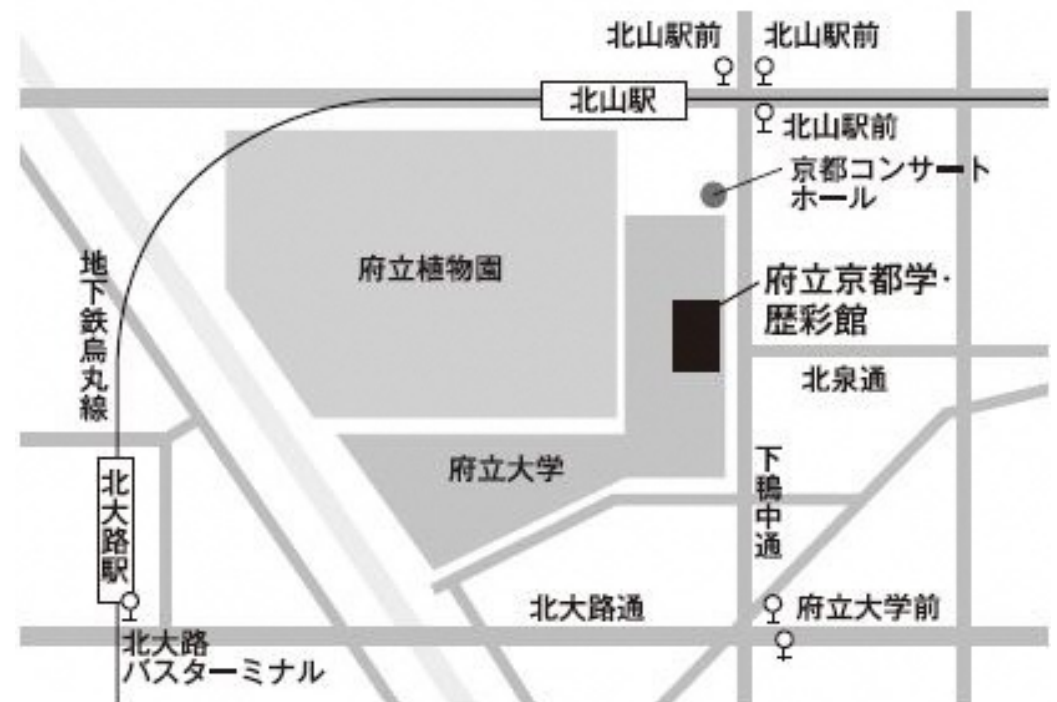 北山駅前
北山駅前
北山駅
北山駅前
京都コンサート
ホール
府立植物園
地下鉄烏丸線
府立京都学・
歴彩館
北泉通
府立大学
下鴨中通
北大路駅
北大路通
府立大学前
北大路
バスターミナル